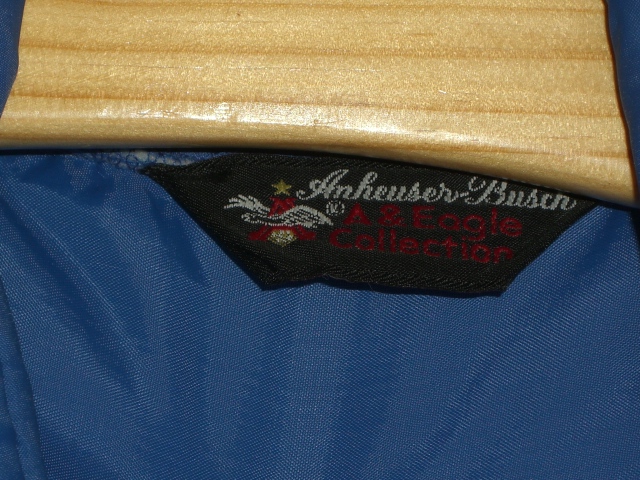 Anheuser-Busch
® A & Eagle
Collection